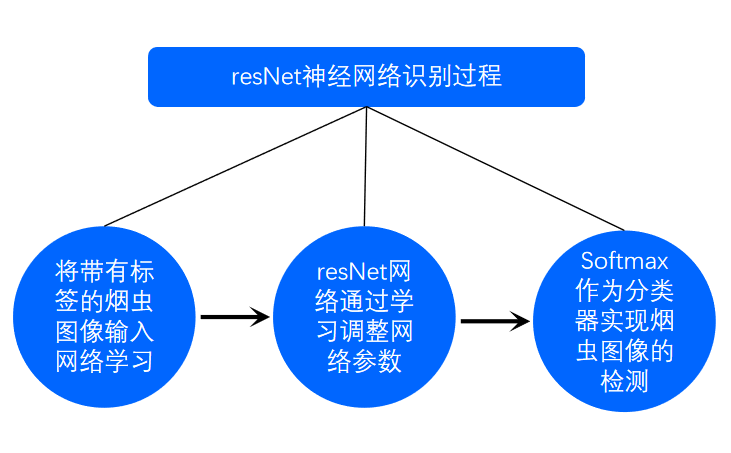 resNet神经网络识别过程
将带有标
签的烟虫
图像输入
网络学习
resNet网
络通过学
习调整网
络参数
Softmax
作为分类
器实现烟
虫图像的
检测